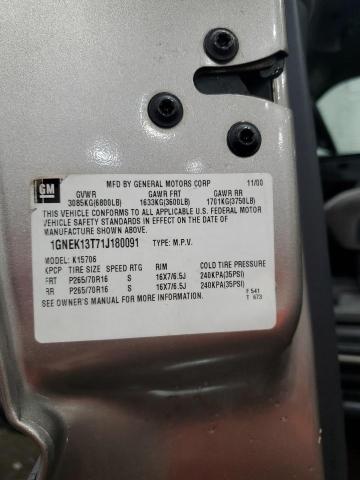 GM
MFD BY GENERAL MOTORS CORP 11/00
GVWR GAWR FRT GAWR RR
3085KG(6800LB) 1633KG(3600LB) 1701KG(3750LB)
THIS VEHICLE CONFORMS TO ALL APPLICABLE U.S. FEDERAL MOTOR
VEHICLE SAFETY STANDARDS IN EFFECT ON THE DATE OF
MANUFACTURE SHOWN ABOVE.
1GNEK13T71J180091 TYPE: M.P.V.
MODEL: K15706
KPCP TIRE SIZE SPEED RTG RIM COLD TIRE PRESSURE
FRT P265/70R16 S 16X7/6.5J 240KPA(35PSI)
RR P265/70R16 S 16X7/6.5J 240KPA(35PSI)
SEE OWNER'S MANUAL FOR MORE INFORMATION.
F 541
T 673